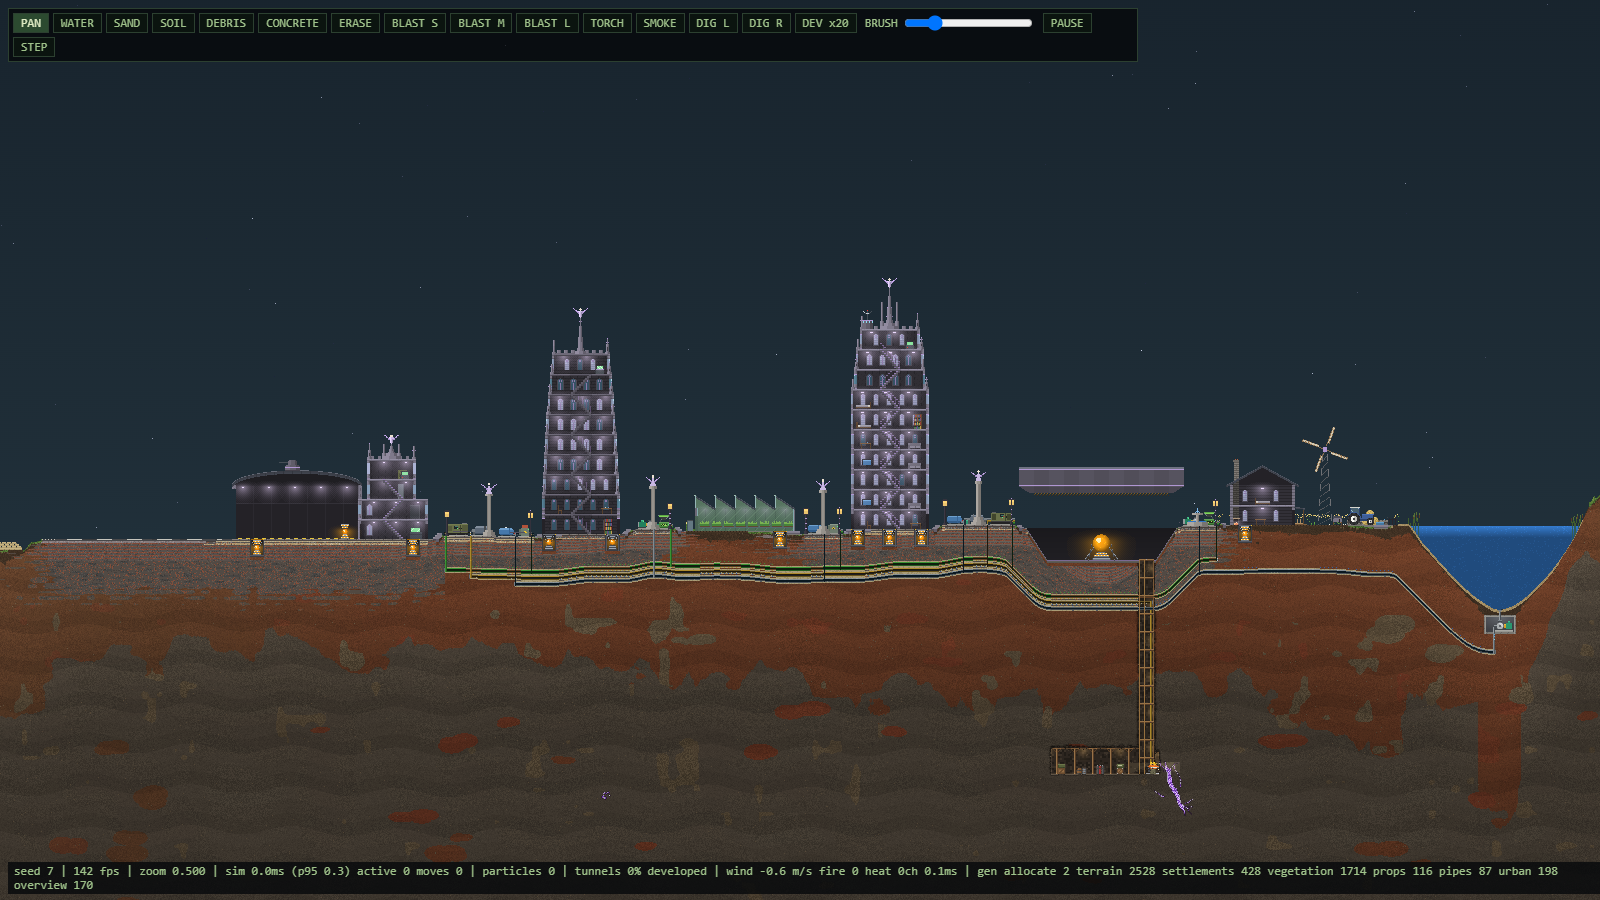 PAN WATER SAND SOIL DEBRIS CONCRETE ERASE BLAST S BLAST M BLAST L TORCH SMOKE DIG L DIG R DEV x20 BRUSH PAUSE
STEP
seed 7 | 142 fps | zoom 0.500 | sim 0.0ms (p95 0.3) active 0 moves 0 | particles 0 | tunnels 0% developed | wind -0.6 m/s fire 0 heat 0ch 0.1ms | gen allocate 2 terrain 2528 settlements 428 vegetation 1714 props 116 pipes 87 urban 198
overview 170